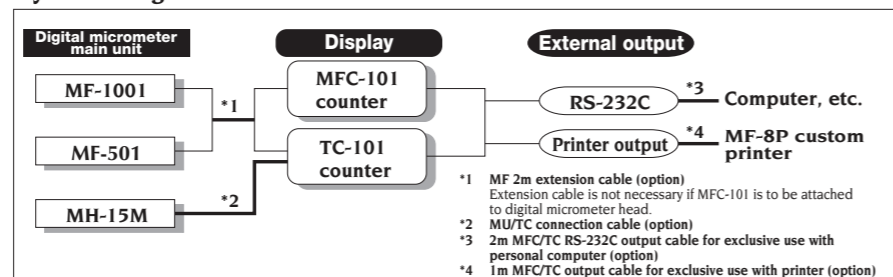 Digital micrometer
main unit
Display
External output
MF-1001
MF-501
MH-15M
*1
*2
MFC-101
counter
TC-101
counter
RS-232C
*3
Computer, etc.
Printer output
*4
MF-8P custom
printer
*1 MF 2m extension cable (option)
Extension cable is not necessary if MFC-101 is to be attached
to digital micrometer head.
*2 MU/TC connection cable (option)
*3 2m MFC/TC RS-232C output cable for exclusive use with
personal computer (option)
*4 1m MFC/TC output cable for exclusive use with printer (option)